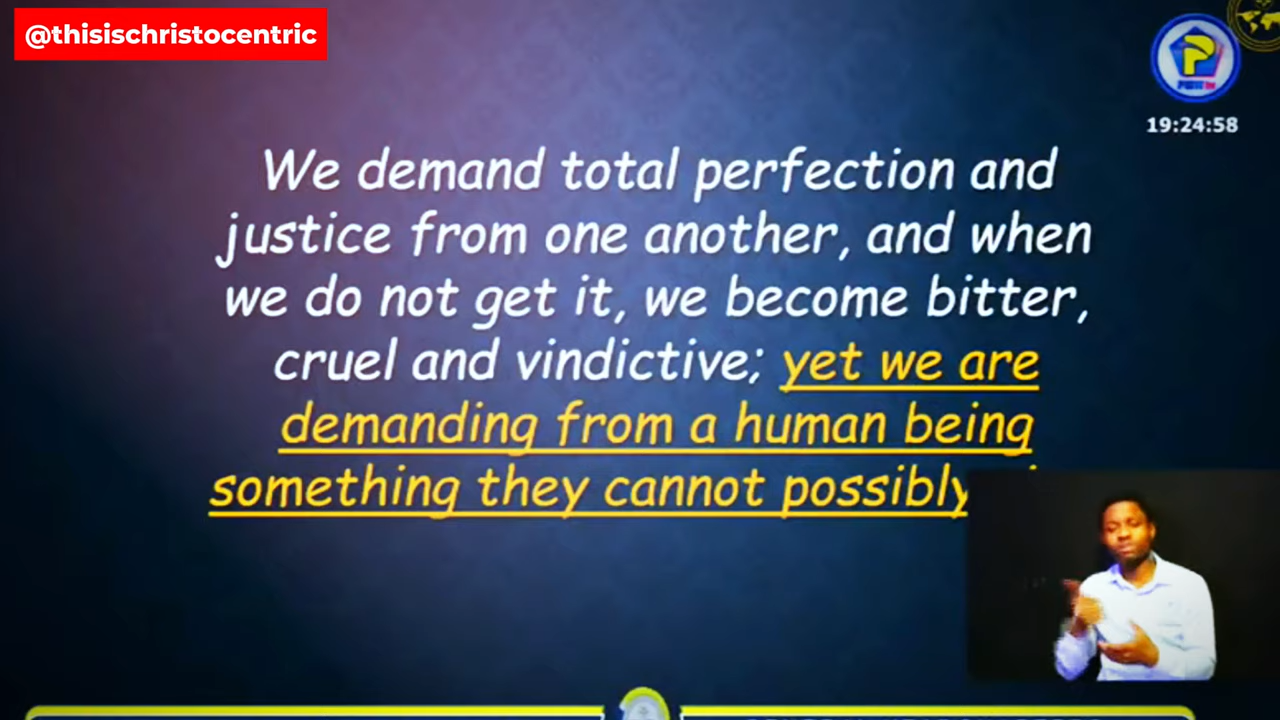 @thisischristocentric
P
19:24:58
We demand total perfection and
justice from one another, and when
we do not get it, we become bitter,
cruel and vindictive; yet we are
demanding from a human being
something they cannot possibly